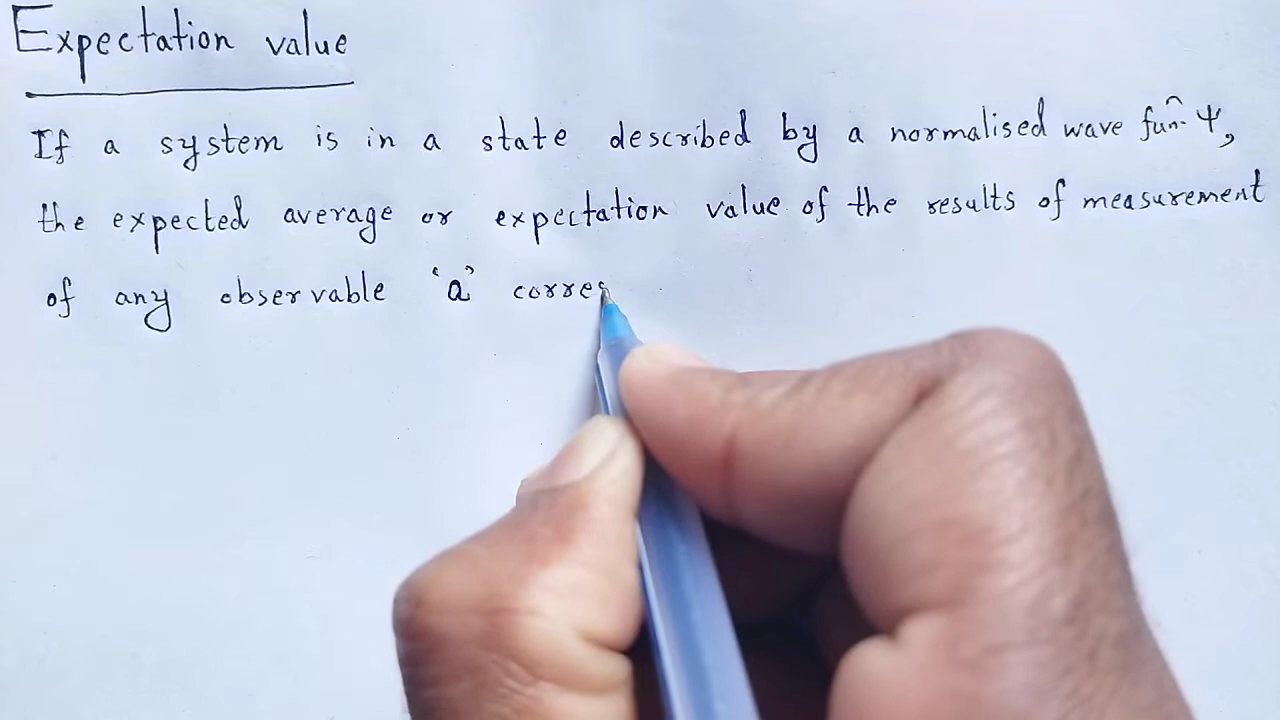 Expectation value
If a system is in a state described by a normalised wave fun ψ,
the expected average or expectation value of the results of measurement
of any observable 'a' corres